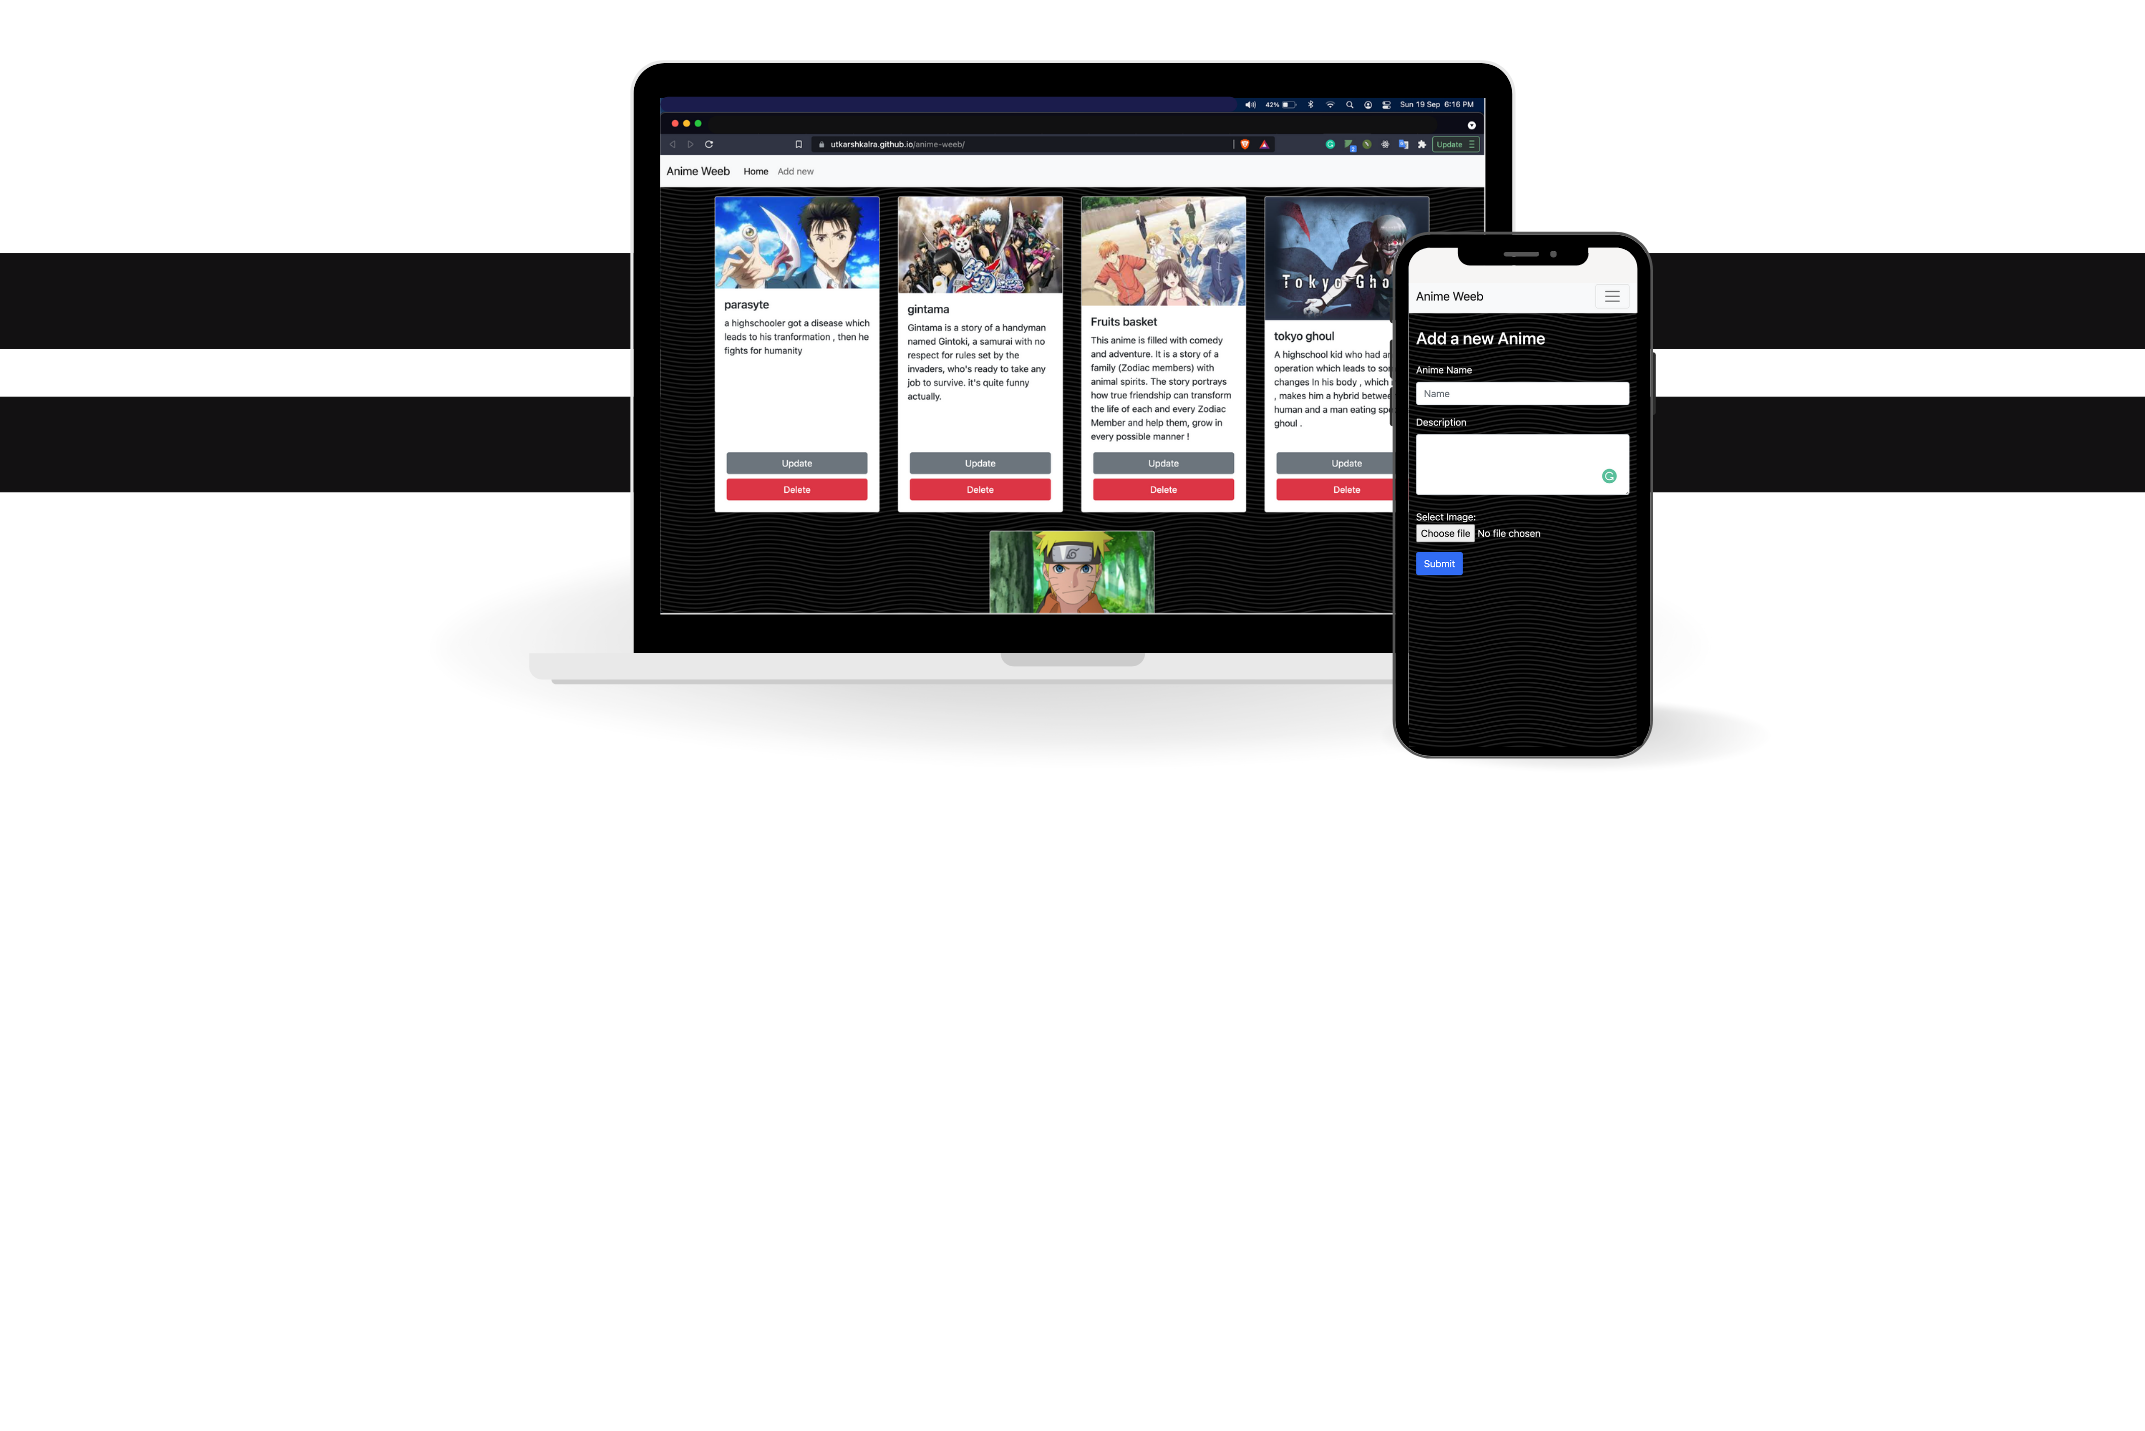 42% Sun 19 Sep 6:16 PM
utkarshkalra.github.io/anime-weeb/
Update
Anime Weeb Home Add new
parasyte
a highschooler got a disease which
leads to his tranformation , then he
fights for humanity
Update
Delete
gintama
Gintama is a story of a handyman
named Gintoki, a samurai with no
respect for rules set by the
invaders, who's ready to take any
job to survive. it's quite funny
actually.
Update
Delete
Fruits basket
This anime is filled with comedy
and adventure. It is a story of a
family (Zodiac members) with
animal spirits. The story portrays
how true friendship can transform
the life of each and every Zodiac
Member and help them, grow in
every possible manner !
Update
Delete
Tokyo Gho
tokyo ghoul
A highschool kid who had an
operation which leads to
changes In his body , which
, makes him a hybrid
human and a man eating
ghoul .
Update
Delete
Anime Weeb
Add a new Anime
Anime Name
Name
Description
Select Image:
Choose file No file chosen
Submit